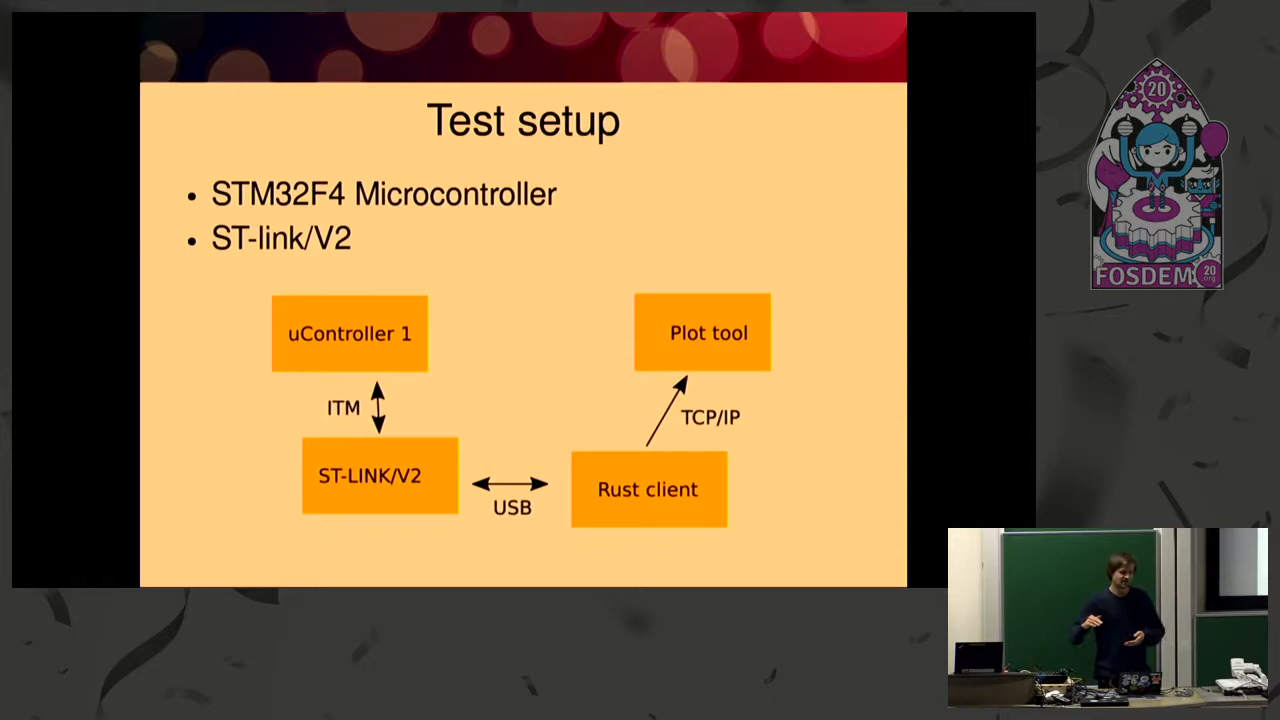 Test setup
• STM32F4 Microcontroller
• ST-link/V2
uController 1
Plot tool
ITM
TCP/IP
ST-LINK/V2
USB
Rust client
20
FOSDEM
20
.org